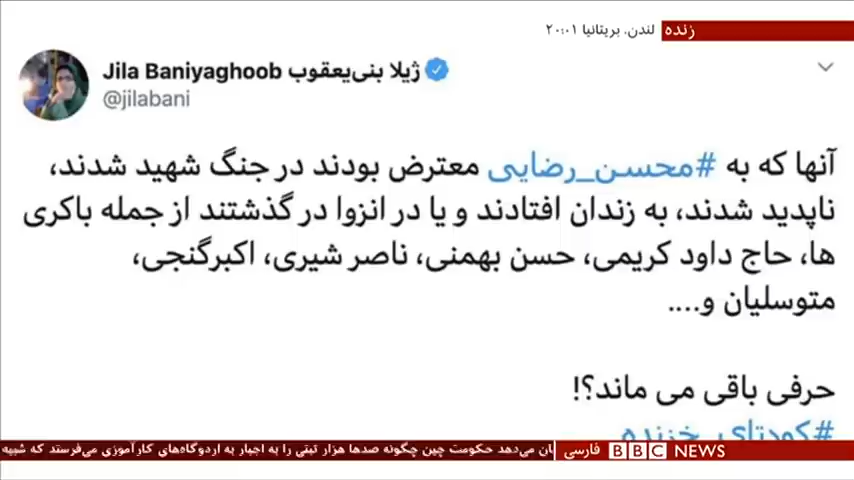 زنده
لندن، بریتانیا ۲۰:۰۱
Jila Baniyaghoob ژیلا بنی‌یعقوب
@jilabani
آنها که به #محسن_رضایی معترض بودند در جنگ شهید شدند،
ناپدید شدند، به زندان افتادند و یا در انزوا در گذشتند از جمله باکری
ها، حاج داود کریمی، حسن بهمنی، ناصر شیری، اکبرگنجی،
متوسلیان و....
حرفی باقی می ماند؟!
#کودتای_خزنده
BBC NEWS فارسی
می‌دهد حکومت چین چگونه صدها هزار تبتی را به اجبار به اردوگاه‌های کارآموزی می‌فرستد که شبیه